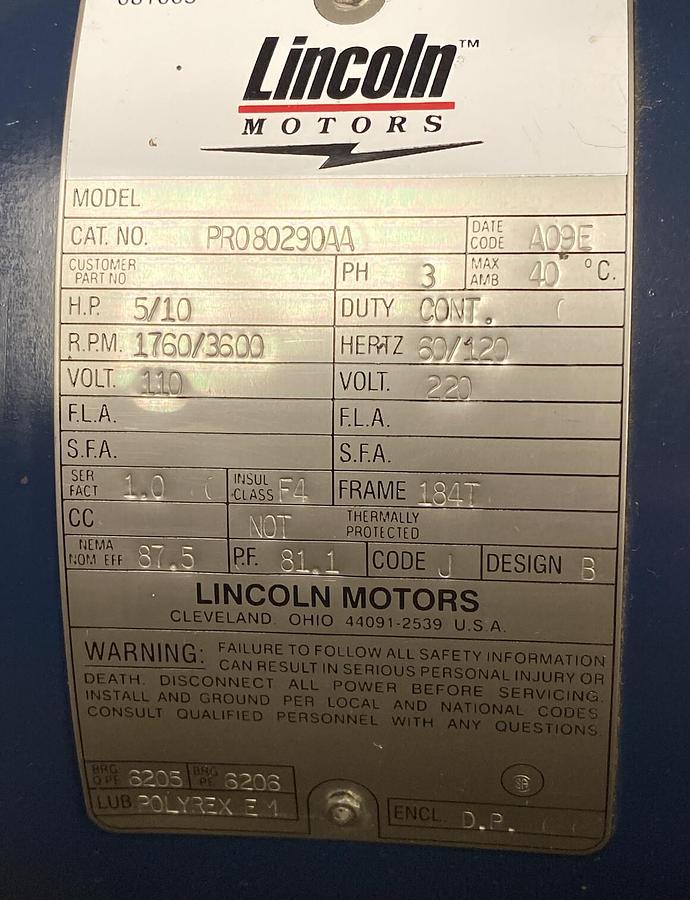 Lincoln™
MOTORS
MODEL
CAT. NO. PRO80290AA DATE CODE A09E
CUSTOMER PART NO PH 3 MAX AMB 40 °C.
H.P. 5/10 DUTY CONT.
R.P.M. 1760/3600 HERTZ 60/120
VOLT. 110 VOLT. 220
F.L.A. F.L.A.
S.F.A. S.F.A.
SER FACT 1.0 INSUL CLASS F4 FRAME 184T
CC NOT THERMALLY PROTECTED
NEMA NOM EFF 87.5 P.F. 81.1 CODE J DESIGN B
LINCOLN MOTORS
CLEVELAND, OHIO 44091-2539 U.S.A.
WARNING: FAILURE TO FOLLOW ALL SAFETY INFORMATION
CAN RESULT IN SERIOUS PERSONAL INJURY OR
DEATH. DISCONNECT ALL POWER BEFORE SERVICING.
INSTALL AND GROUND PER LOCAL AND NATIONAL CODES
CONSULT QUALIFIED PERSONNEL WITH ANY QUESTIONS
BRG OPE 6205 BRG PE 6206
LUB POLYREX EM
ENCL. D.P.